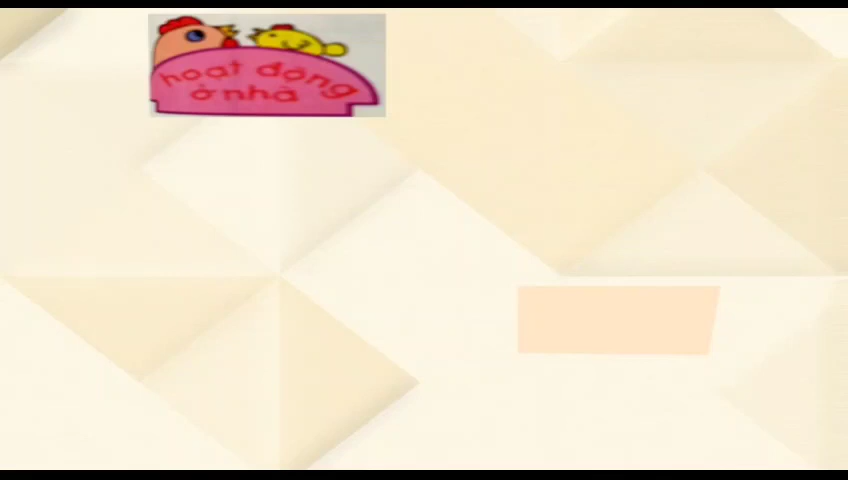 hoạt động
ở nhà